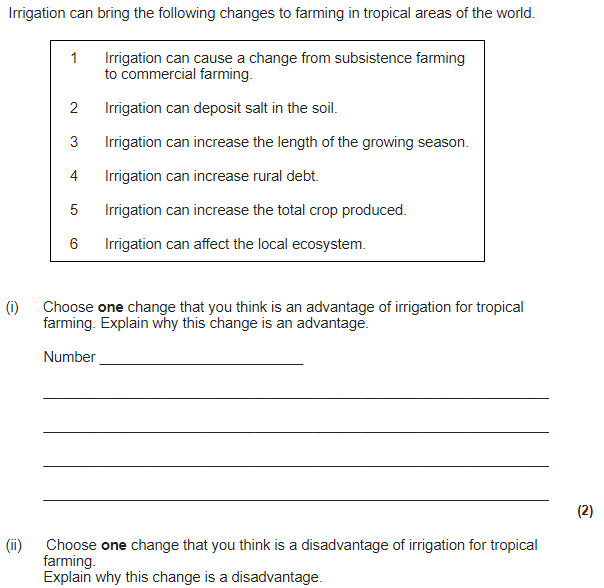 Irrigation can bring the following changes to farming in tropical areas of the world.
1 Irrigation can cause a change from subsistence farming
to commercial farming.
2 Irrigation can deposit salt in the soil.
3 Irrigation can increase the length of the growing season.
4 Irrigation can increase rural debt.
5 Irrigation can increase the total crop produced.
6 Irrigation can affect the local ecosystem.
(i) Choose one change that you think is an advantage of irrigation for tropical
farming. Explain why this change is an advantage.
Number
(2)
(ii) Choose one change that you think is a disadvantage of irrigation for tropical
farming.
Explain why this change is a disadvantage.